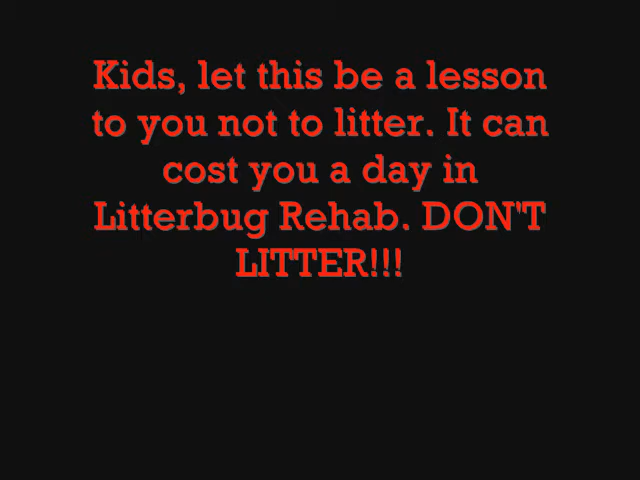 Kids, let this be a lesson
to you not to litter. It can
cost you a day in
Litterbug Rehab. DON'T
LITTER!!!